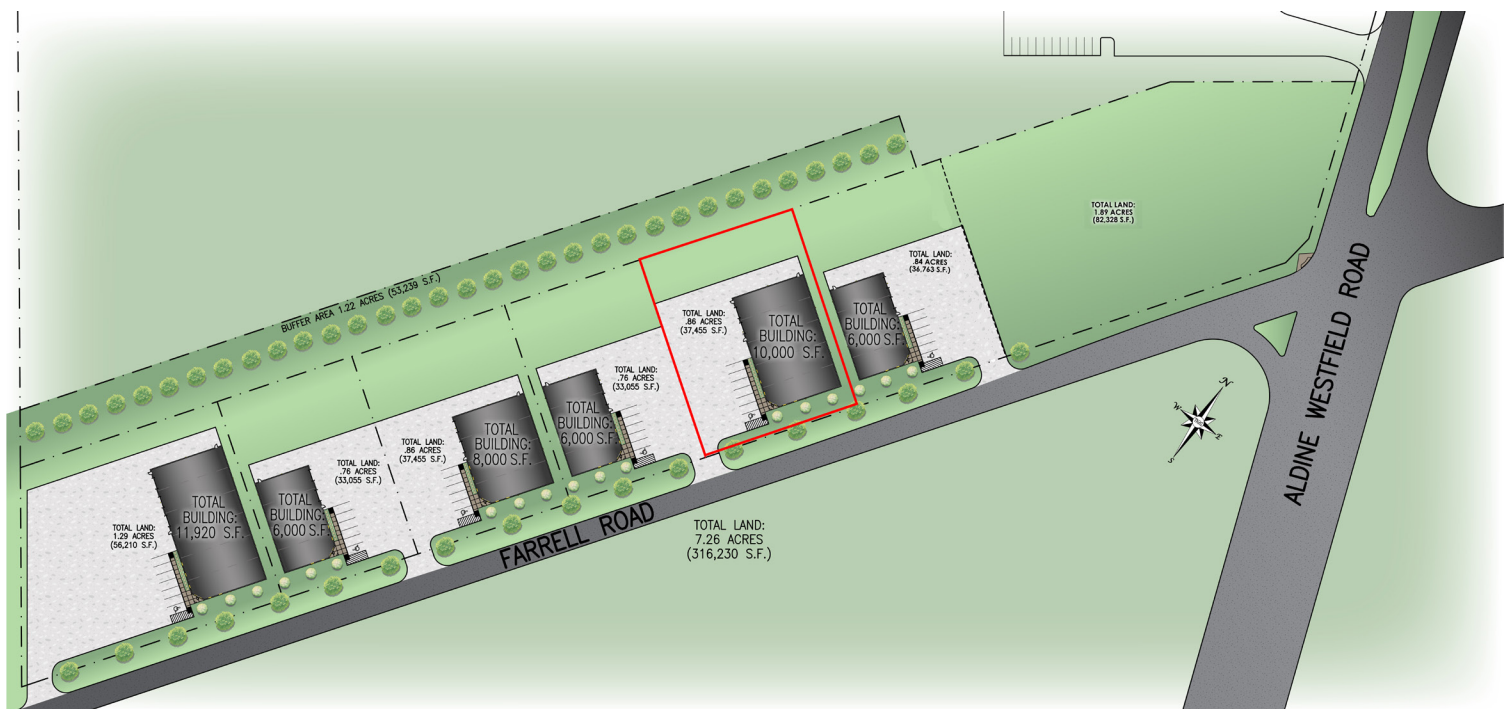 TOTAL LAND:
1.89 ACRES
(82,328 S.F.)
BUFFER AREA 1.22 ACRES (53,239 S.F.)
TOTAL LAND:
.84 ACRES
(36,763 S.F.)
TOTAL LAND:
.86 ACRES
(37,455 S.F.)
TOTAL
BUILDING:
10,000 S.F.
TOTAL
BUILDING:
6,000 S.F.
TOTAL LAND:
.76 ACRES
(33,055 S.F.)
TOTAL
BUILDING:
6,000 S.F.
TOTAL LAND:
.86 ACRES
(37,455 S.F.)
TOTAL
BUILDING:
8,000 S.F.
TOTAL LAND:
.76 ACRES
(33,055 S.F.)
TOTAL
BUILDING:
6,000 S.F.
TOTAL
BUILDING:
11,920 S.F.
TOTAL LAND:
1.29 ACRES
(56,210 S.F.)
FARRELL ROAD
TOTAL LAND:
7.26 ACRES
(316,230 S.F.)
ALDINE WESTFIELD ROAD
N
W
E
S